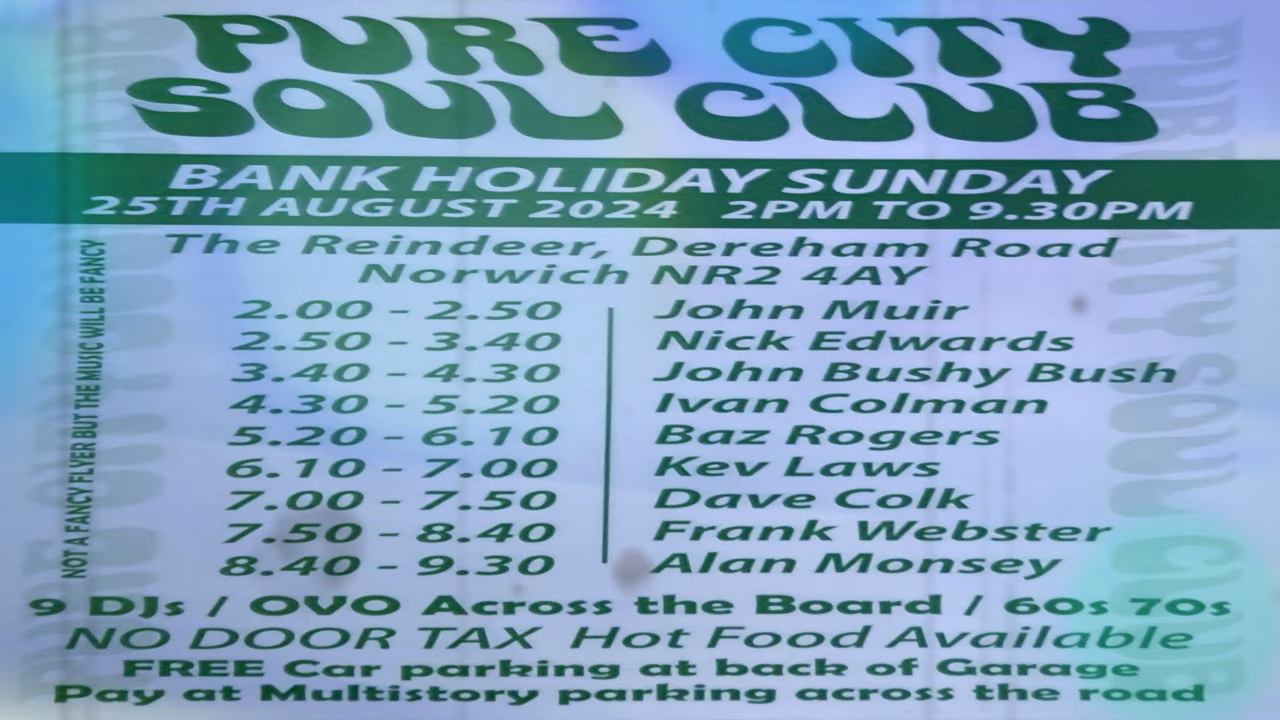 PURE CITY
SOUL CLUB
BANK HOLIDAY SUNDAY
25TH AUGUST 2024 2PM TO 9.30PM
The Reindeer, Dereham Road
Norwich NR2 4AY
2.00 - 2.50 John Muir
2.50 - 3.40 Nick Edwards
3.40 - 4.30 John Bushy Bush
4.30 - 5.20 Ivan Colman
5.20 - 6.10 Baz Rogers
6.10 - 7.00 Kev Laws
7.00 - 7.50 Dave Colk
7.50 - 8.40 Frank Webster
8.40 - 9.30 Alan Monsey
9 DJs / OVO Across the Board / 60s 70s
NO DOOR TAX Hot Food Available
FREE Car parking at back of Garage
Pay at Multistory parking across the road
NOT A FANCY FLYER BUT THE MUSIC WILL BE FANCY
PURE CITY SOUL CLUB